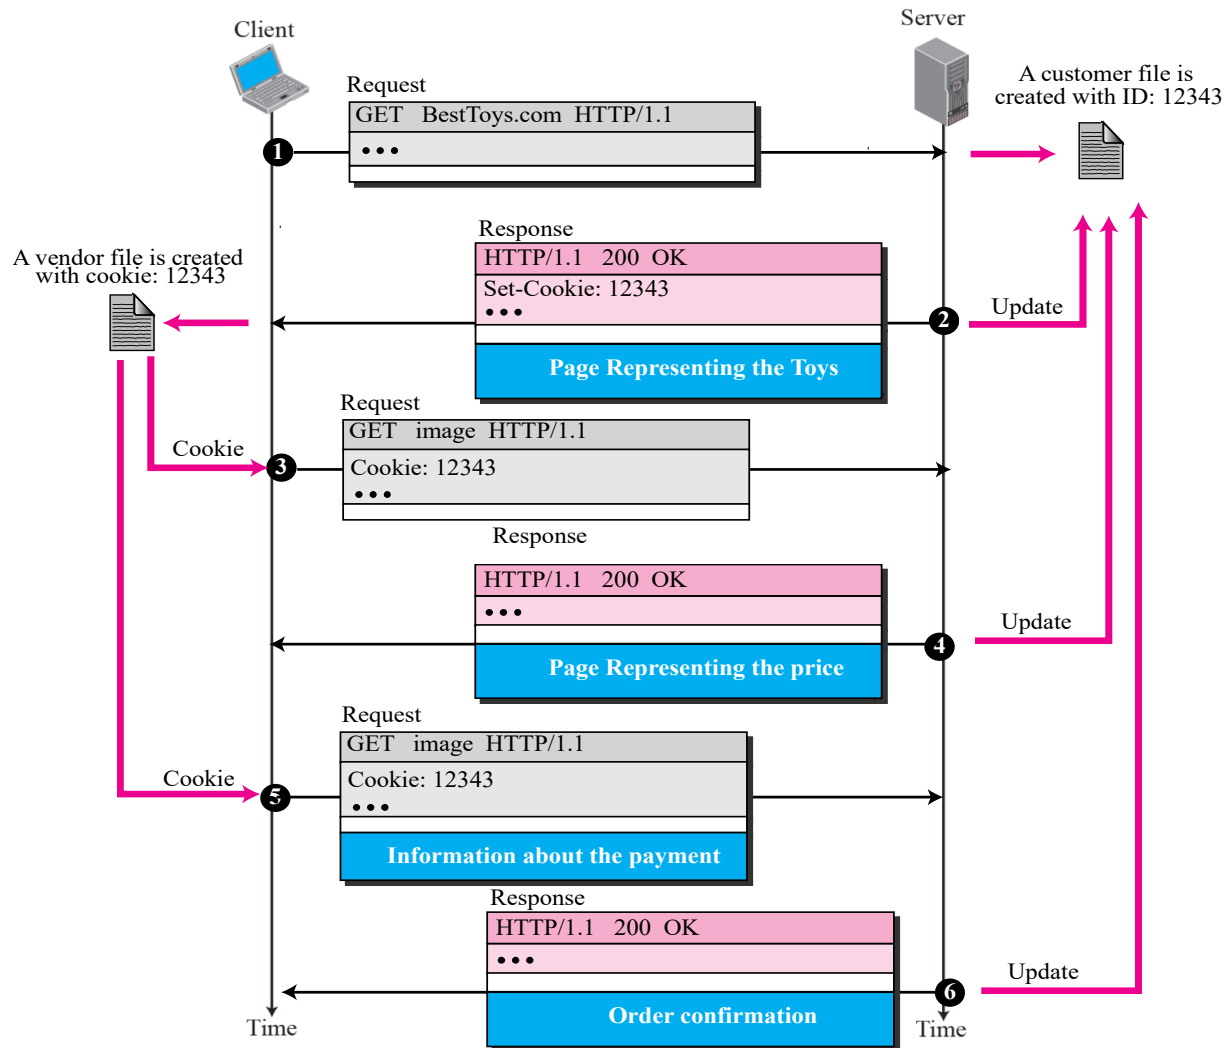 Client
Server
A customer file is
created with ID: 12343
Request
GET BestToys.com HTTP/1.1
1
•••
Response
A vendor file is created
with cookie: 12343
HTTP/1.1 200 OK
Set-Cookie: 12343
•••
2
Update
Page Representing the Toys
Request
GET image HTTP/1.1
Cookie
3
Cookie: 12343
•••
Response
HTTP/1.1 200 OK
•••
4
Update
Page Representing the price
Request
GET image HTTP/1.1
Cookie
5
Cookie: 12343
•••
Information about the payment
Response
HTTP/1.1 200 OK
•••
6
Update
Order confirmation
Time
Time